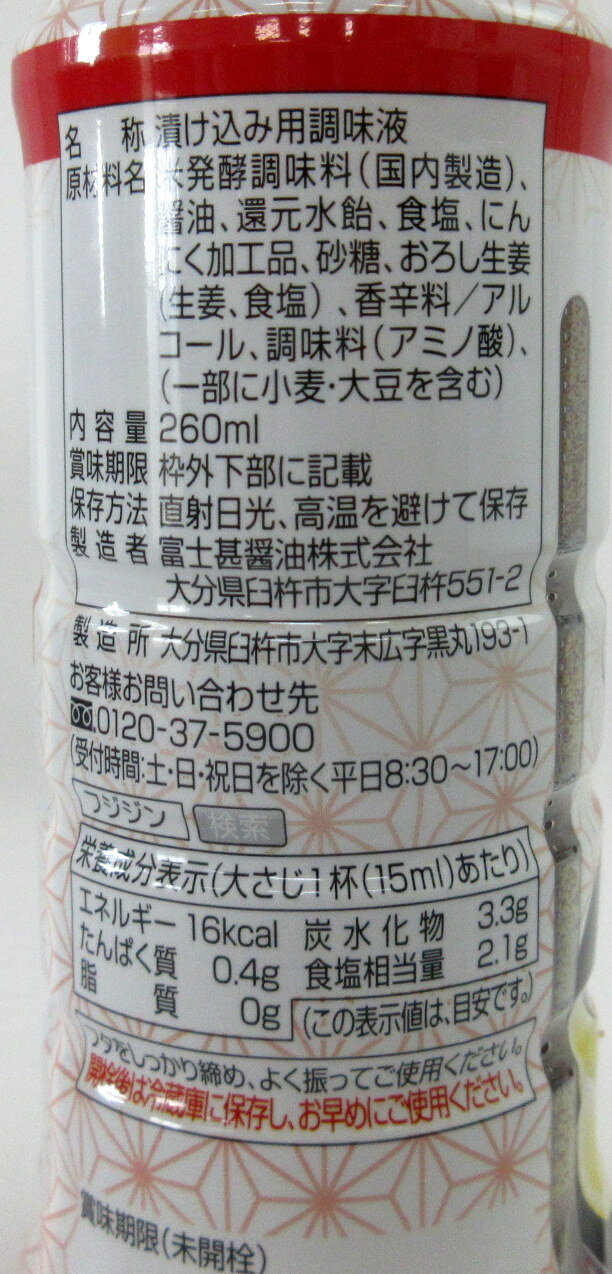 名称 漬け込み用調味液
原材料名 米発酵調味料(国内製造)、
醤油、還元水飴、食塩、にん
にく加工品、砂糖、おろし生姜
(生姜、食塩)、香辛料/アル
コール、調味料(アミノ酸)、
(一部に小麦・大豆を含む)
内容量 260ml
賞味期限 枠外下部に記載
保存方法 直射日光、高温を避けて保存
製造者 富士甚醤油株式会社
大分県臼杵市大字臼杵551-2
製造所 大分県臼杵市大字末広字黒丸193-1
お客様お問い合わせ先
0120-37-5900
(受付時間:土・日・祝日を除く平日8:30〜17:00)
フジジン 検索
栄養成分表示(大さじ1杯(15ml)あたり)
エネルギー 16kcal 炭水化物 3.3g
たんぱく質 0.4g 食塩相当量 2.1g
脂質 0g (この表示値は、目安です。)
フタをしっかり締め、よく振ってご使用ください。
開栓後は冷蔵庫に保存し、お早めにご使用ください。
賞味期限(未開栓)